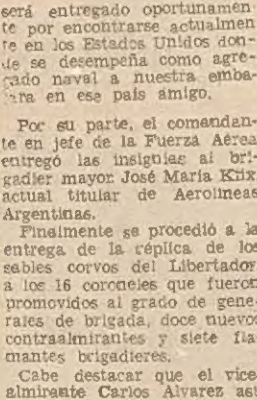 será entregado oportunamen-
te por encontrarse actualmen
te en los Estados Unidos don-
de se desempeña como agre-
gado naval a nuestra emba-
jara en ese país amigo.
Por su parte, el comandan-
te en jefe de la Fuerza Aérea
entregó las insignias al bri-
gadier mayor José María Krix
actual titular de Aerolíneas
Argentinas.
Finalmente se procedió a la
entrega de la réplica de los
sables corvos del Libertador
a los 16 coroneles que fueron
promovidos al grado de gene-
rales de brigada, doce nuevos
contraalmirantes y siete fla
mantes brigadieres.
Cabe destacar que el vice
almirante Carlos Alvarez ast